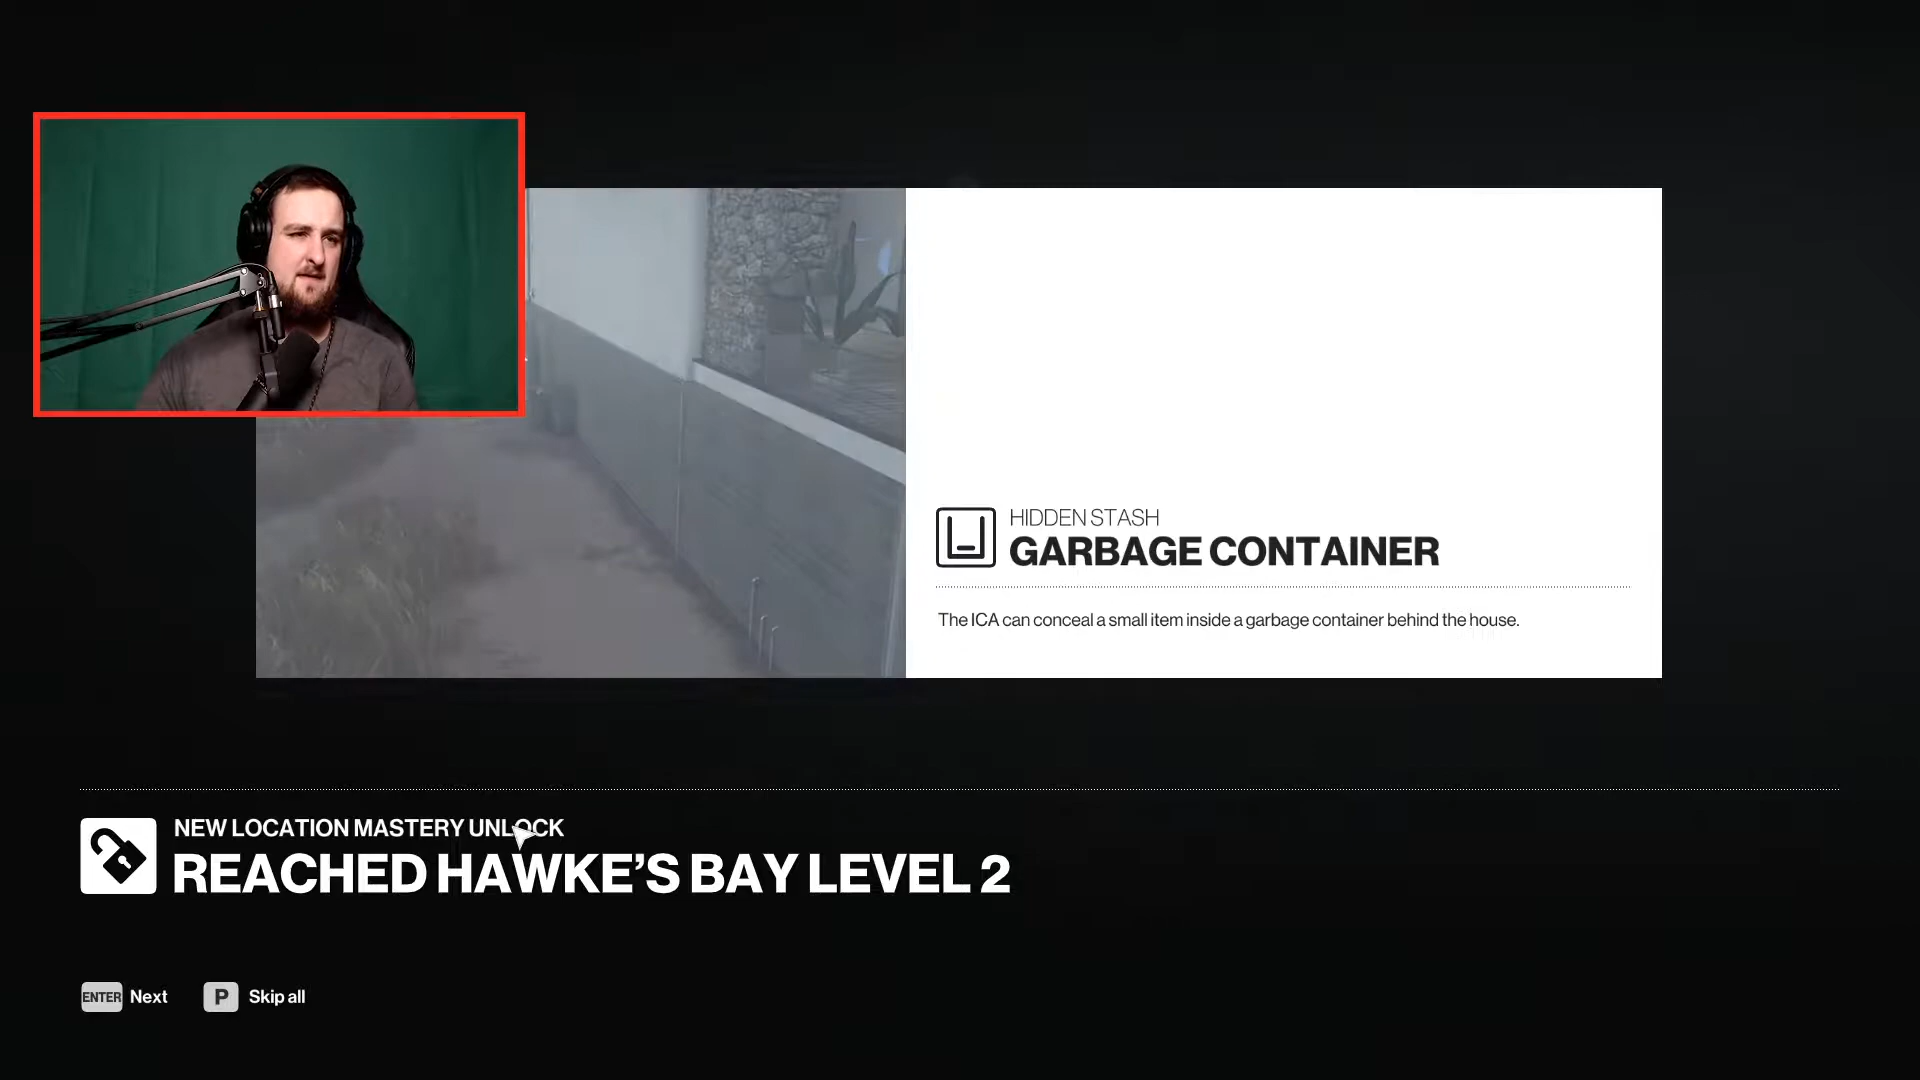 HIDDEN STASH
GARBAGE CONTAINER
The ICA can conceal a small item inside a garbage container behind the house.
NEW LOCATION MASTERY UNLOCK
REACHED HAWKE'S BAY LEVEL 2
ENTER Next P Skip all